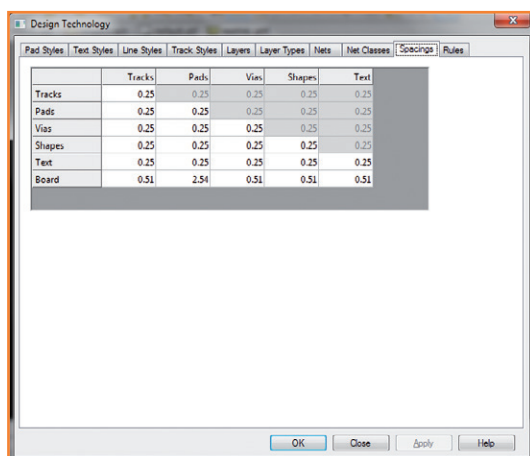 Design Technology
Pad Styles Text Styles Line Styles Track Styles Layers Layer Types Nets Net Classes Spacings Rules
Tracks Pads Vias Shapes Text
Tracks 0.25 0.25 0.25 0.25 0.25
Pads 0.25 0.25 0.25 0.25 0.25
Vias 0.25 0.25 0.25 0.25 0.25
Shapes 0.25 0.25 0.25 0.25 0.25
Text 0.25 0.25 0.25 0.25 0.25
Board 0.51 2.54 0.51 0.51 0.51
OK Close Apply Help